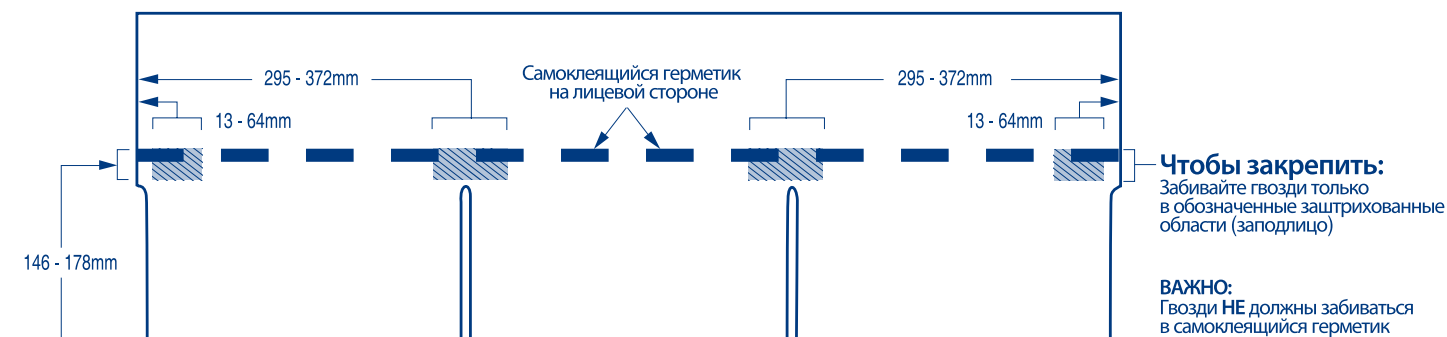 295 - 372mm
Самоклеящийся герметик
на лицевой стороне
295 - 372mm
13 - 64mm
13 - 64mm
Чтобы закрепить:
Забивайте гвозди только
в обозначенные заштрихованные
области (заподлицо)
146 - 178mm
ВАЖНО:
Гвозди НЕ должны забиваться
в самоклеящийся герметик